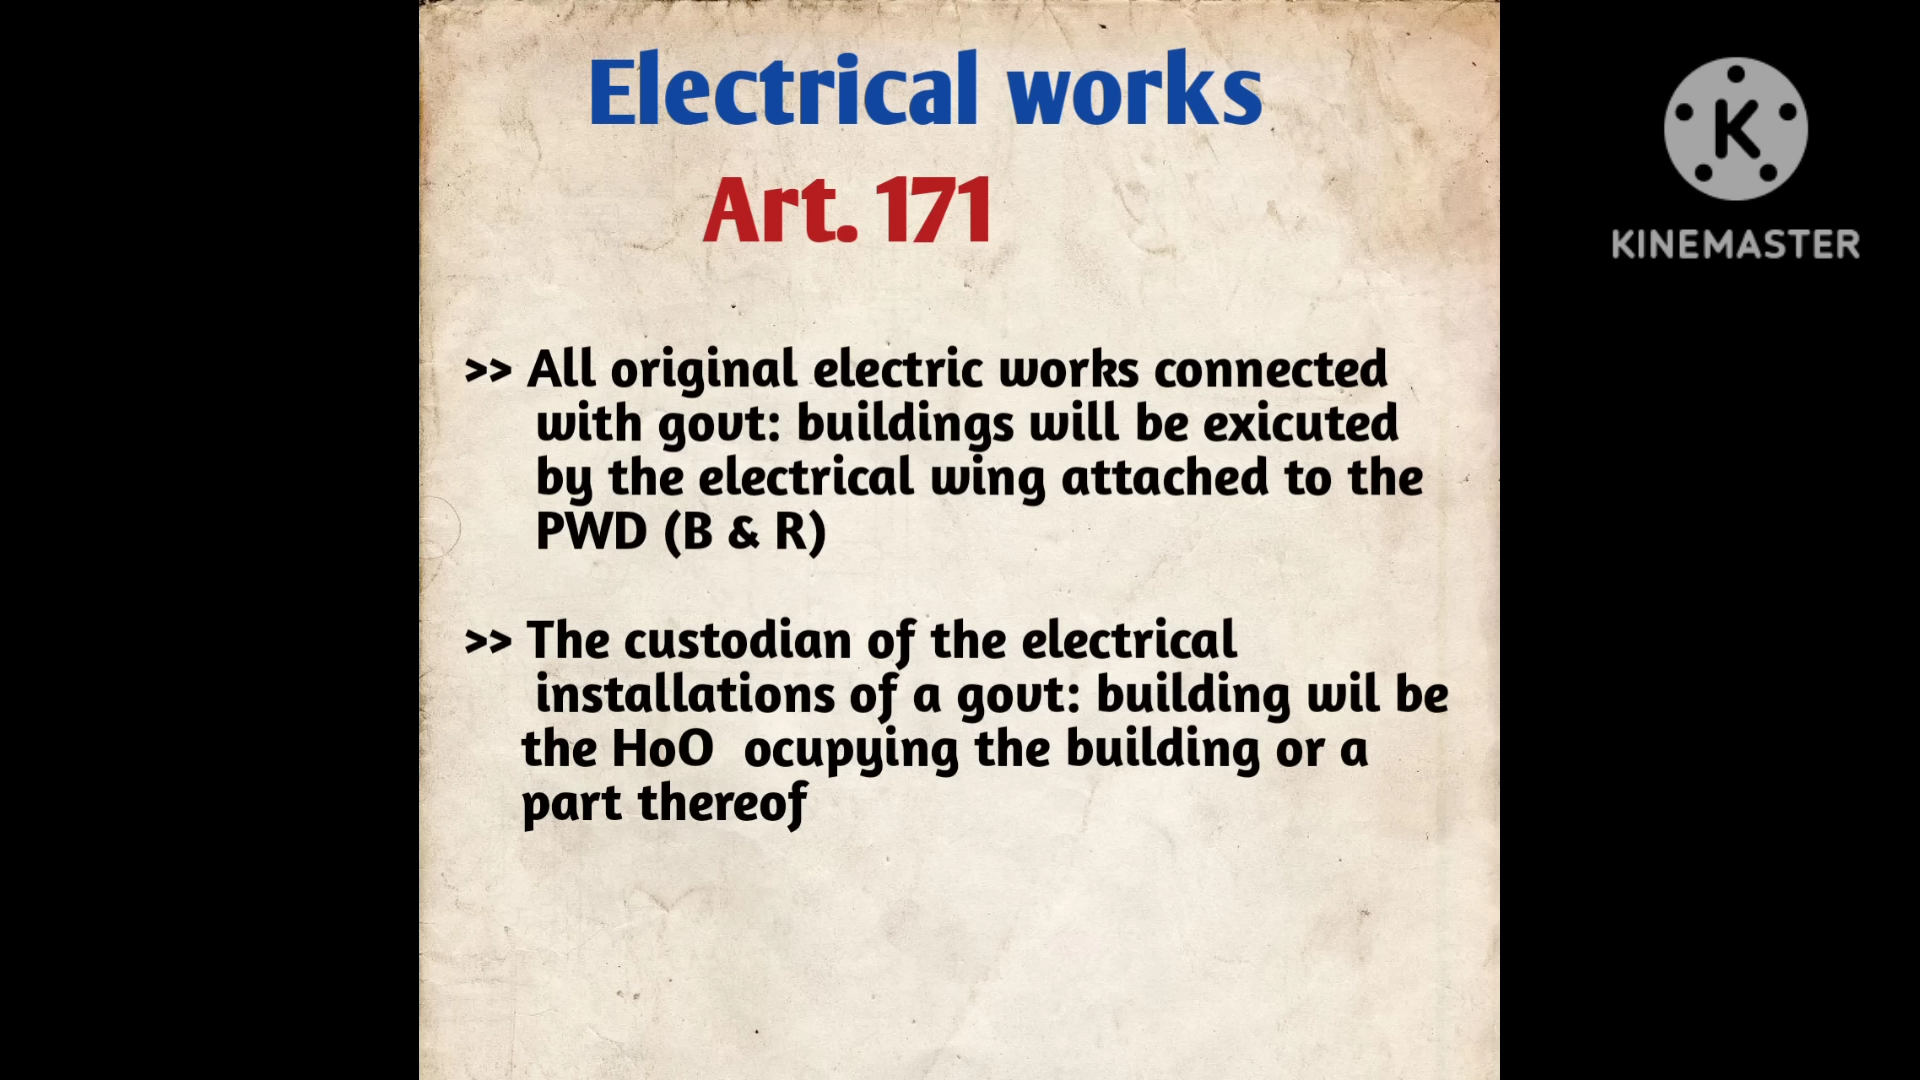 Electrical works
Art. 171
>> All original electric works connected
with govt: buildings will be exicuted
by the electrical wing attached to the
PWD (B & R)
>> The custodian of the electrical
installations of a govt: building wil be
the HoO ocupying the building or a
part thereof
K
KINEMASTER